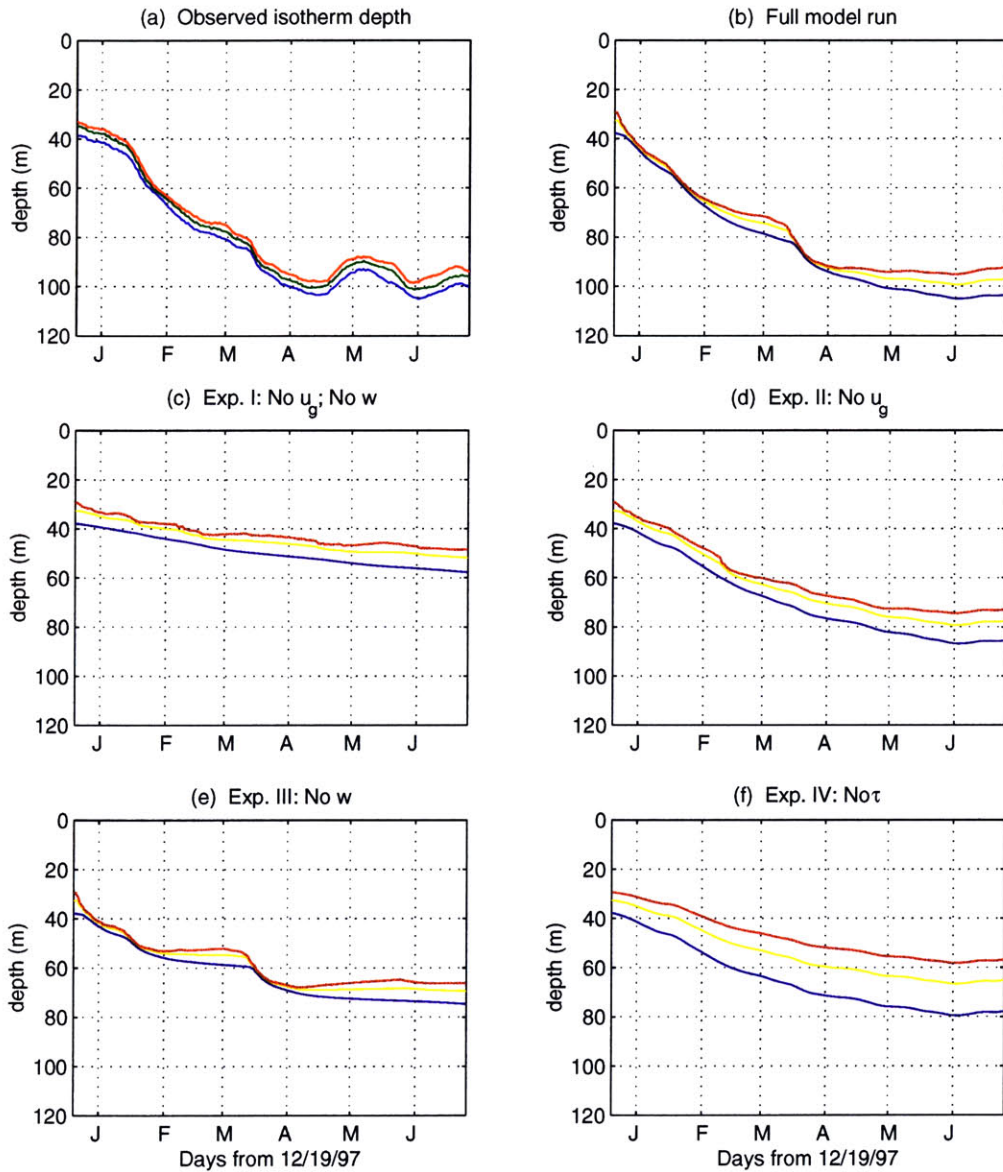 (a) Observed isotherm depth
0
20
40
60
80
100
120
depth (m)
J F M A M J
(b) Full model run
0
20
40
60
80
100
120
depth (m)
J F M A M J
(c) Exp. I: No u_g; No w
0
20
40
60
80
100
120
depth (m)
J F M A M J
(d) Exp. II: No u_g
0
20
40
60
80
100
120
depth (m)
J F M A M J
(e) Exp. III: No w
0
20
40
60
80
100
120
depth (m)
J F M A M J
Days from 12/19/97
(f) Exp. IV: Noτ
0
20
40
60
80
100
120
depth (m)
J F M A M J
Days from 12/19/97